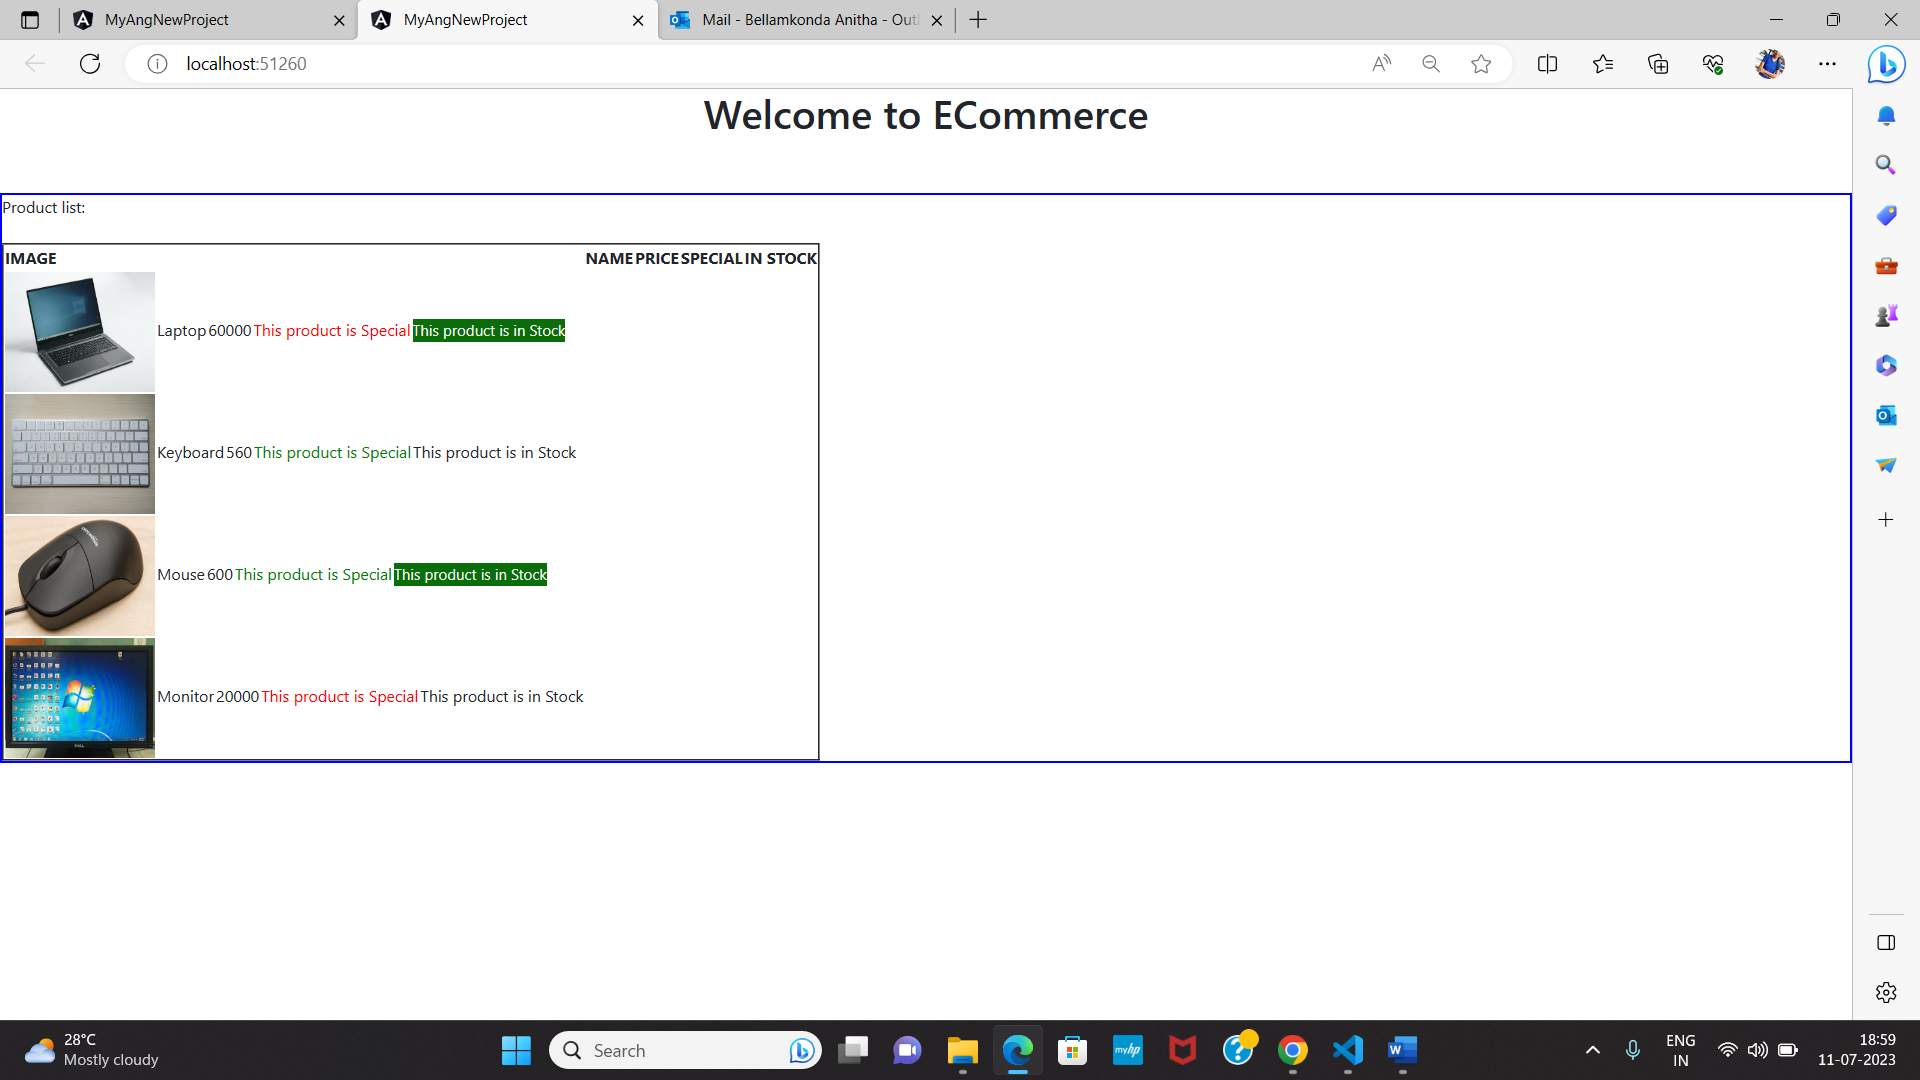 MyAngNewProject
MyAngNewProject
Mail - Bellamkonda Anitha - Out
localhost:51260
Welcome to ECommerce
Product list:
IMAGE NAME PRICE SPECIAL IN STOCK
Laptop 60000 This product is Special This product is in Stock
Keyboard 560 This product is Special This product is in Stock
Mouse 600 This product is Special This product is in Stock
Monitor 20000 This product is Special This product is in Stock
DELL
28°C
Mostly cloudy
Search
myhp
ENG
IN
18:59
11-07-2023